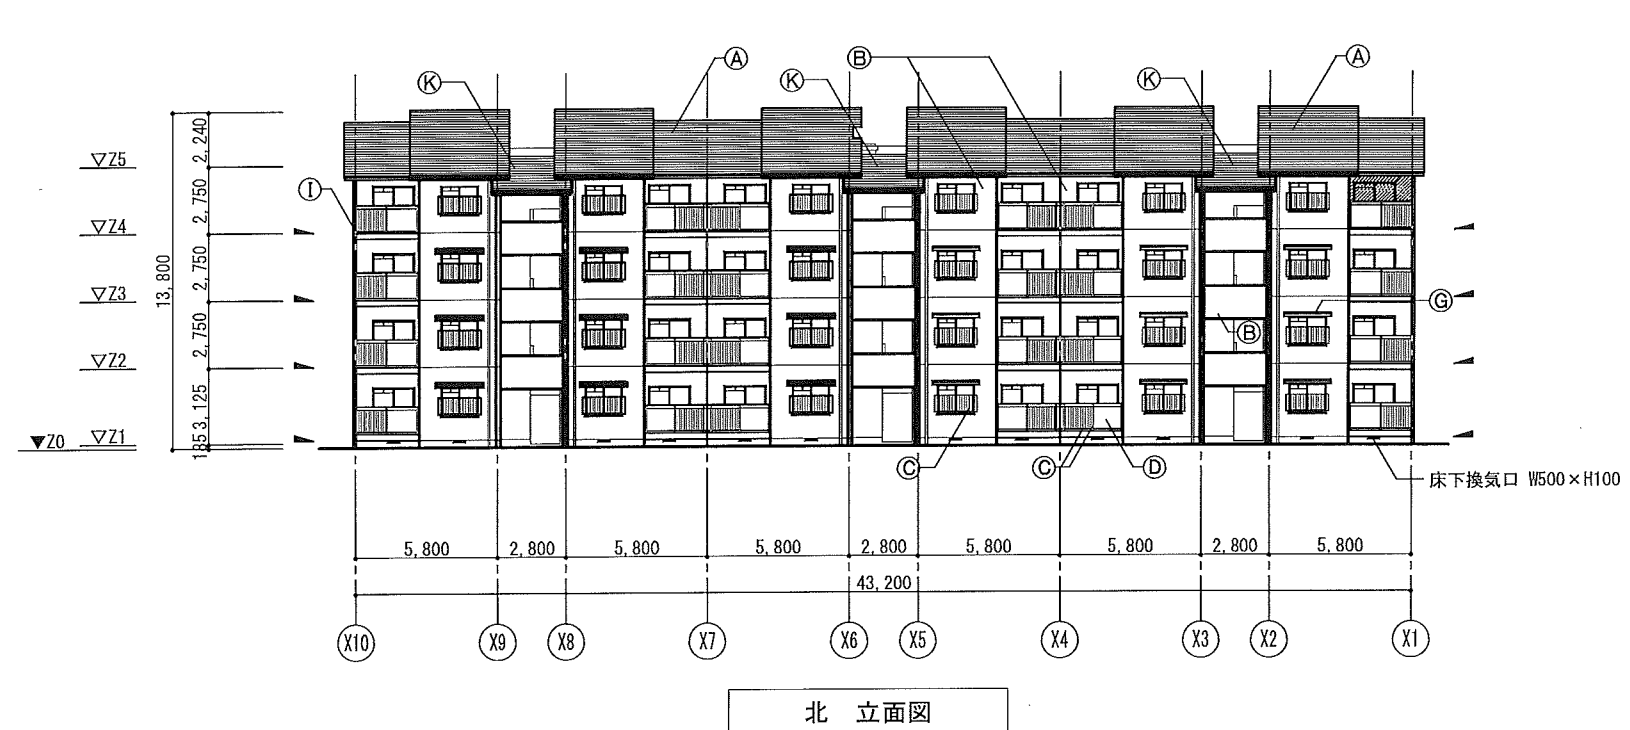 Ⓐ
Ⓑ
Ⓐ
Ⓚ
Ⓚ
Ⓚ
2,240
▽Z5
Ⓘ
2,750
▽Z4
13,800
2,750
▽Z3
Ⓖ
2,750
Ⓑ
▽Z2
3,125
▼Z0
▽Z1
185
Ⓒ
Ⓒ
Ⓓ
床下換気口 W500×H100
5,800 2,800 5,800 5,800 2,800 5,800 5,800 2,800 5,800
43,200
X10 X9 X8 X7 X6 X5 X4 X3 X2 X1
北 立面図